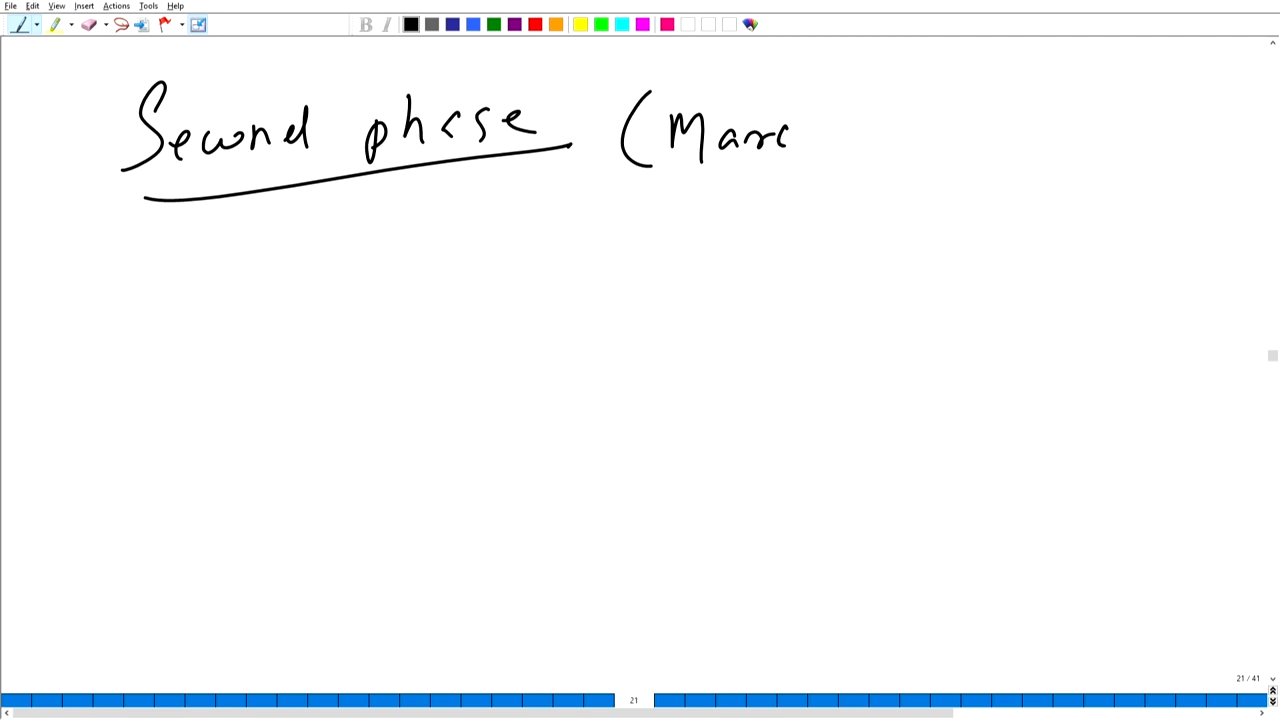 File Edit View Insert Actions Tools Help
B I
Second phase (Marc
21 / 41
21